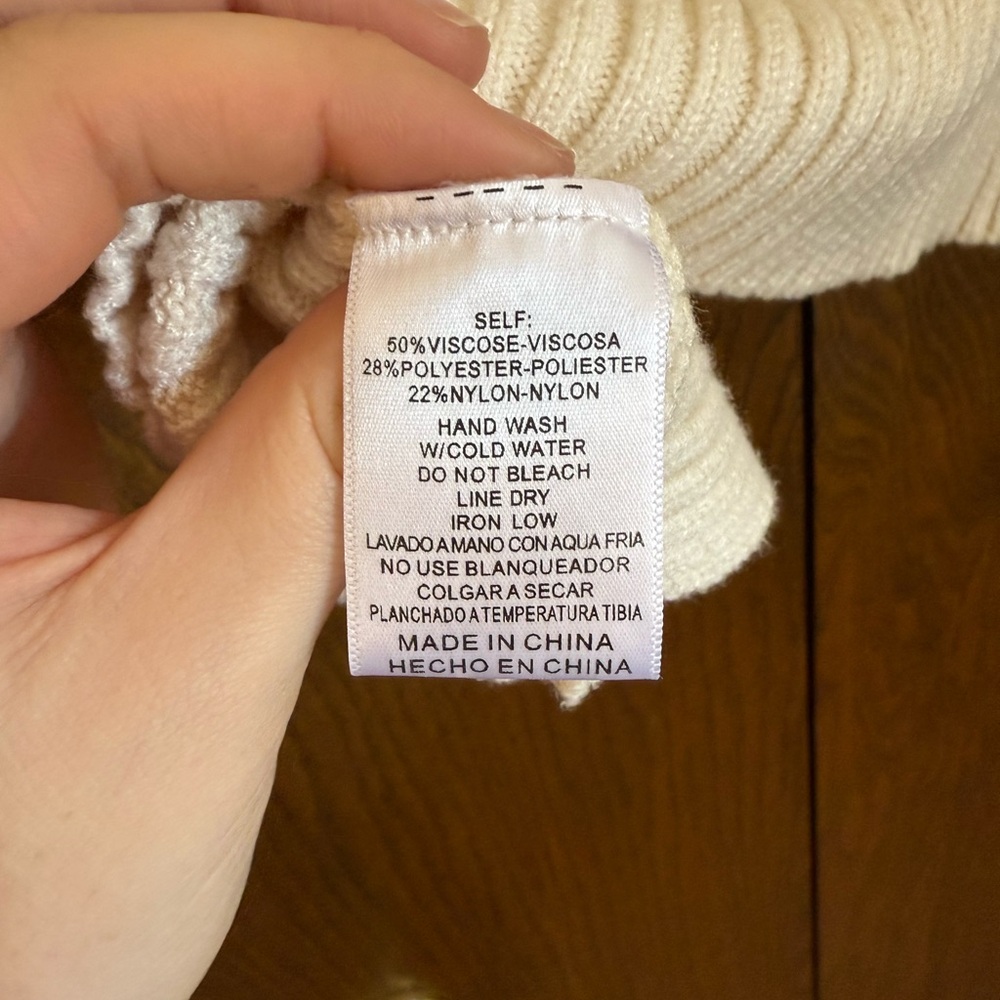 SELF:
50%VISCOSE-VISCOSA
28%POLYESTER-POLIESTER
22%NYLON-NYLON
HAND WASH
W/COLD WATER
DO NOT BLEACH
LINE DRY
IRON LOW
LAVADO A MANO CON AQUA FRIA
NO USE BLANQUEADOR
COLGAR A SECAR
PLANCHADO A TEMPERATURA TIBIA
MADE IN CHINA
HECHO EN CHINA